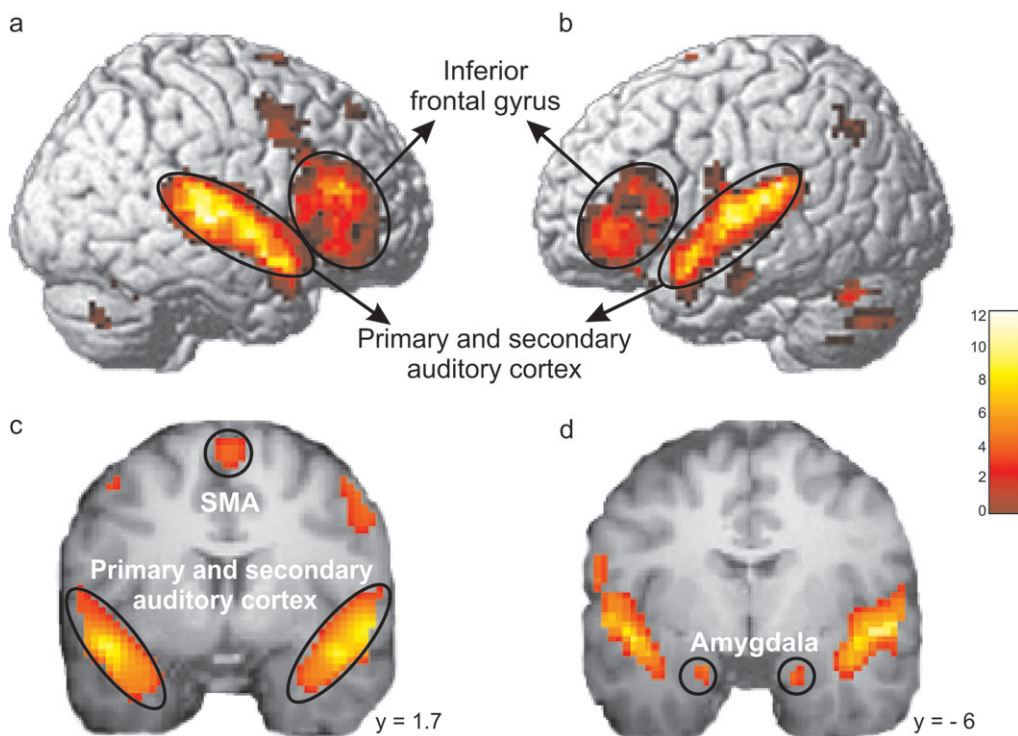 a
b
Inferior
frontal gyrus
Primary and secondary
auditory cortex
12
10
8
6
4
2
0
c
d
SMA
Primary and secondary
auditory cortex
Amygdala
y = 1.7
y = - 6